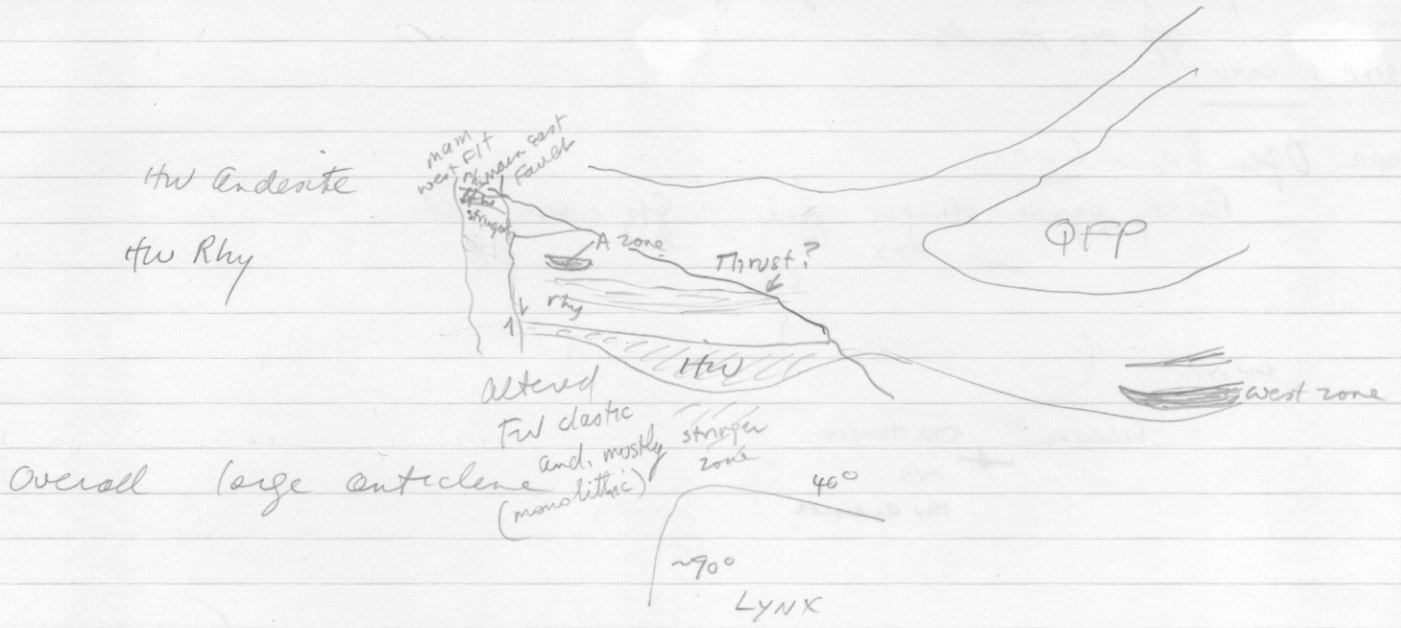 main
west Flt
main east
Fault
HW andesite
stringer
HW Rhy
A zone
QFP
Thrust?
rhy
HW
west zone
altered
FW clastic
and, mostly
(monolithic)
stringer
zone
Overall large anticline
40°
~90°
LYNX